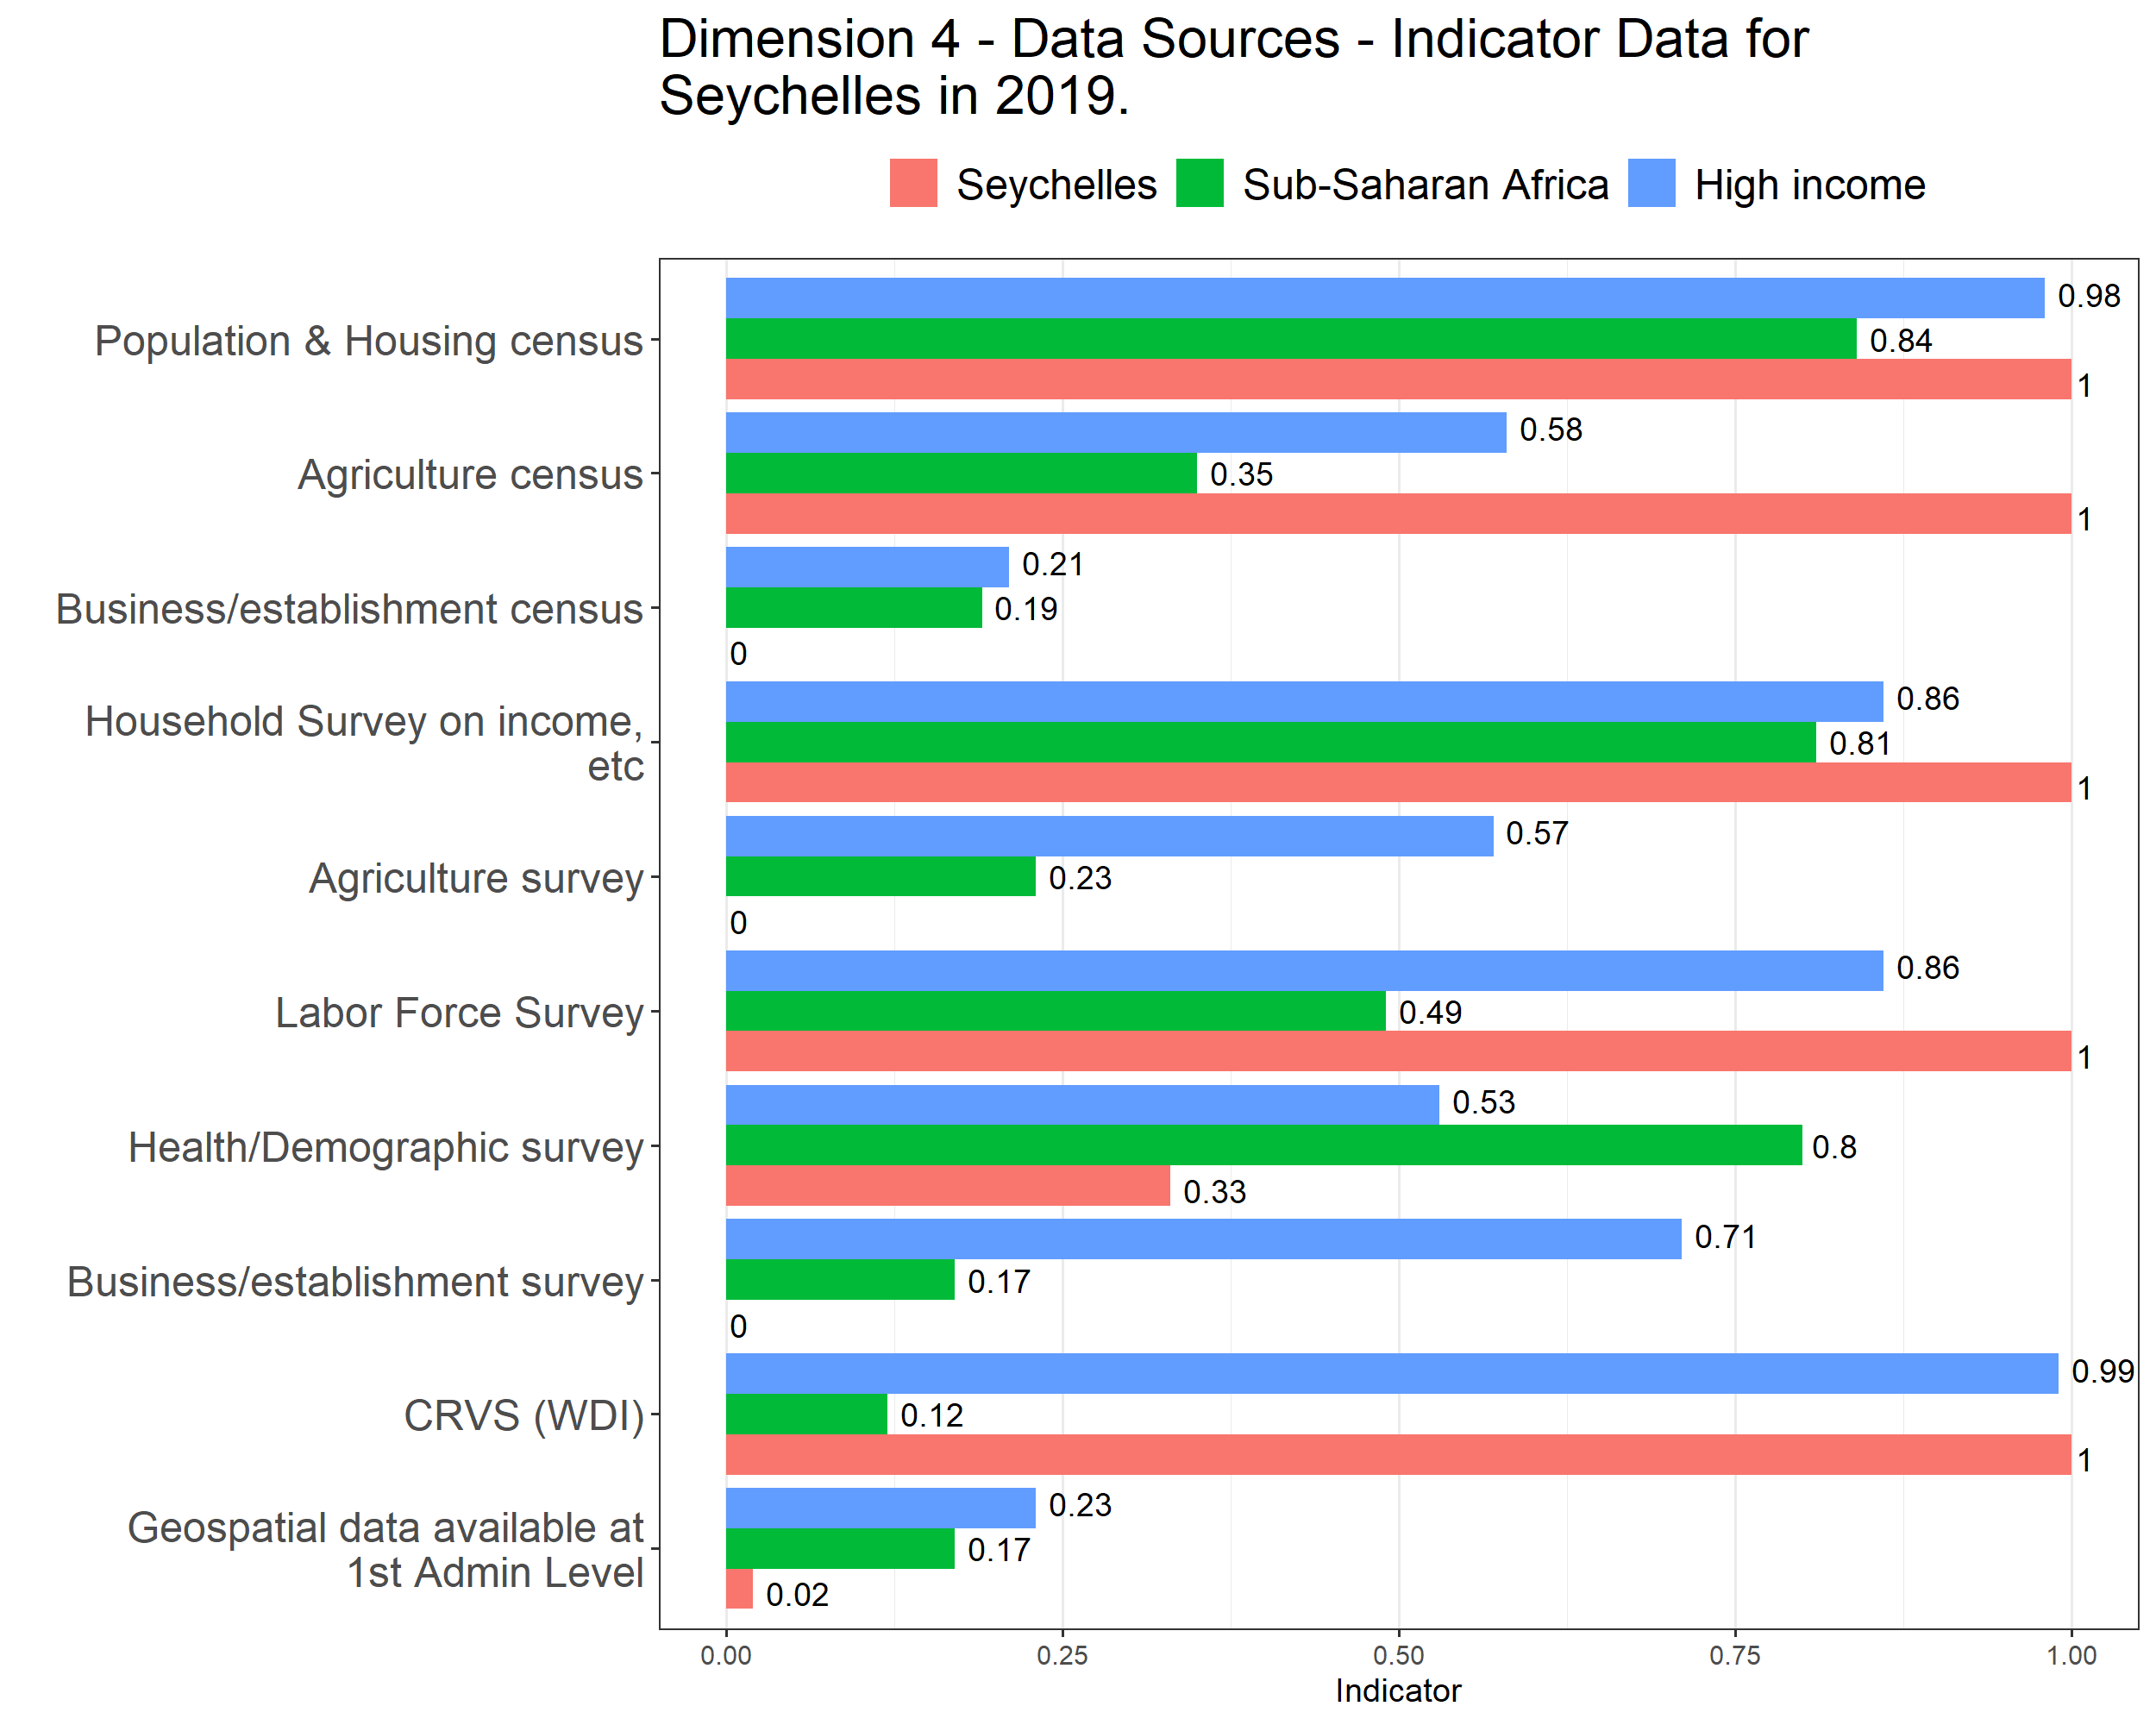 Dimension 4 - Data Sources - Indicator Data for
Seychelles in 2019.
Seychelles
Sub-Saharan Africa
High income
Population & Housing census
0.98
0.84
1
Agriculture census
0.58
0.35
1
Business/establishment census
0.21
0.19
0
Household Survey on income,
etc
0.86
0.81
1
Agriculture survey
0.57
0.23
0
Labor Force Survey
0.86
0.49
1
Health/Demographic survey
0.53
0.8
0.33
Business/establishment survey
0.71
0.17
0
CRVS (WDI)
0.99
0.12
1
Geospatial data available at
1st Admin Level
0.23
0.17
0.02
0.00
0.25
0.50
0.75
1.00
Indicator